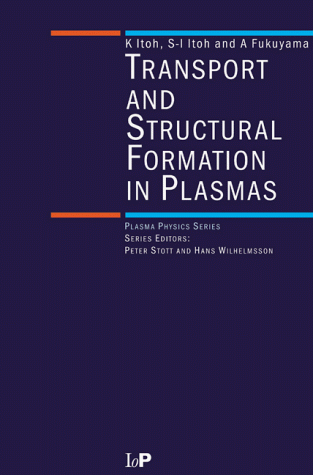 K Itoh, S-I Itoh and A Fukuyama
TRANSPORT
AND
STRUCTURAL
FORMATION
IN PLASMAS
PLASMA PHYSICS SERIES
SERIES EDITORS:
PETER STOTT AND HANS WILHELMSSON
IoP